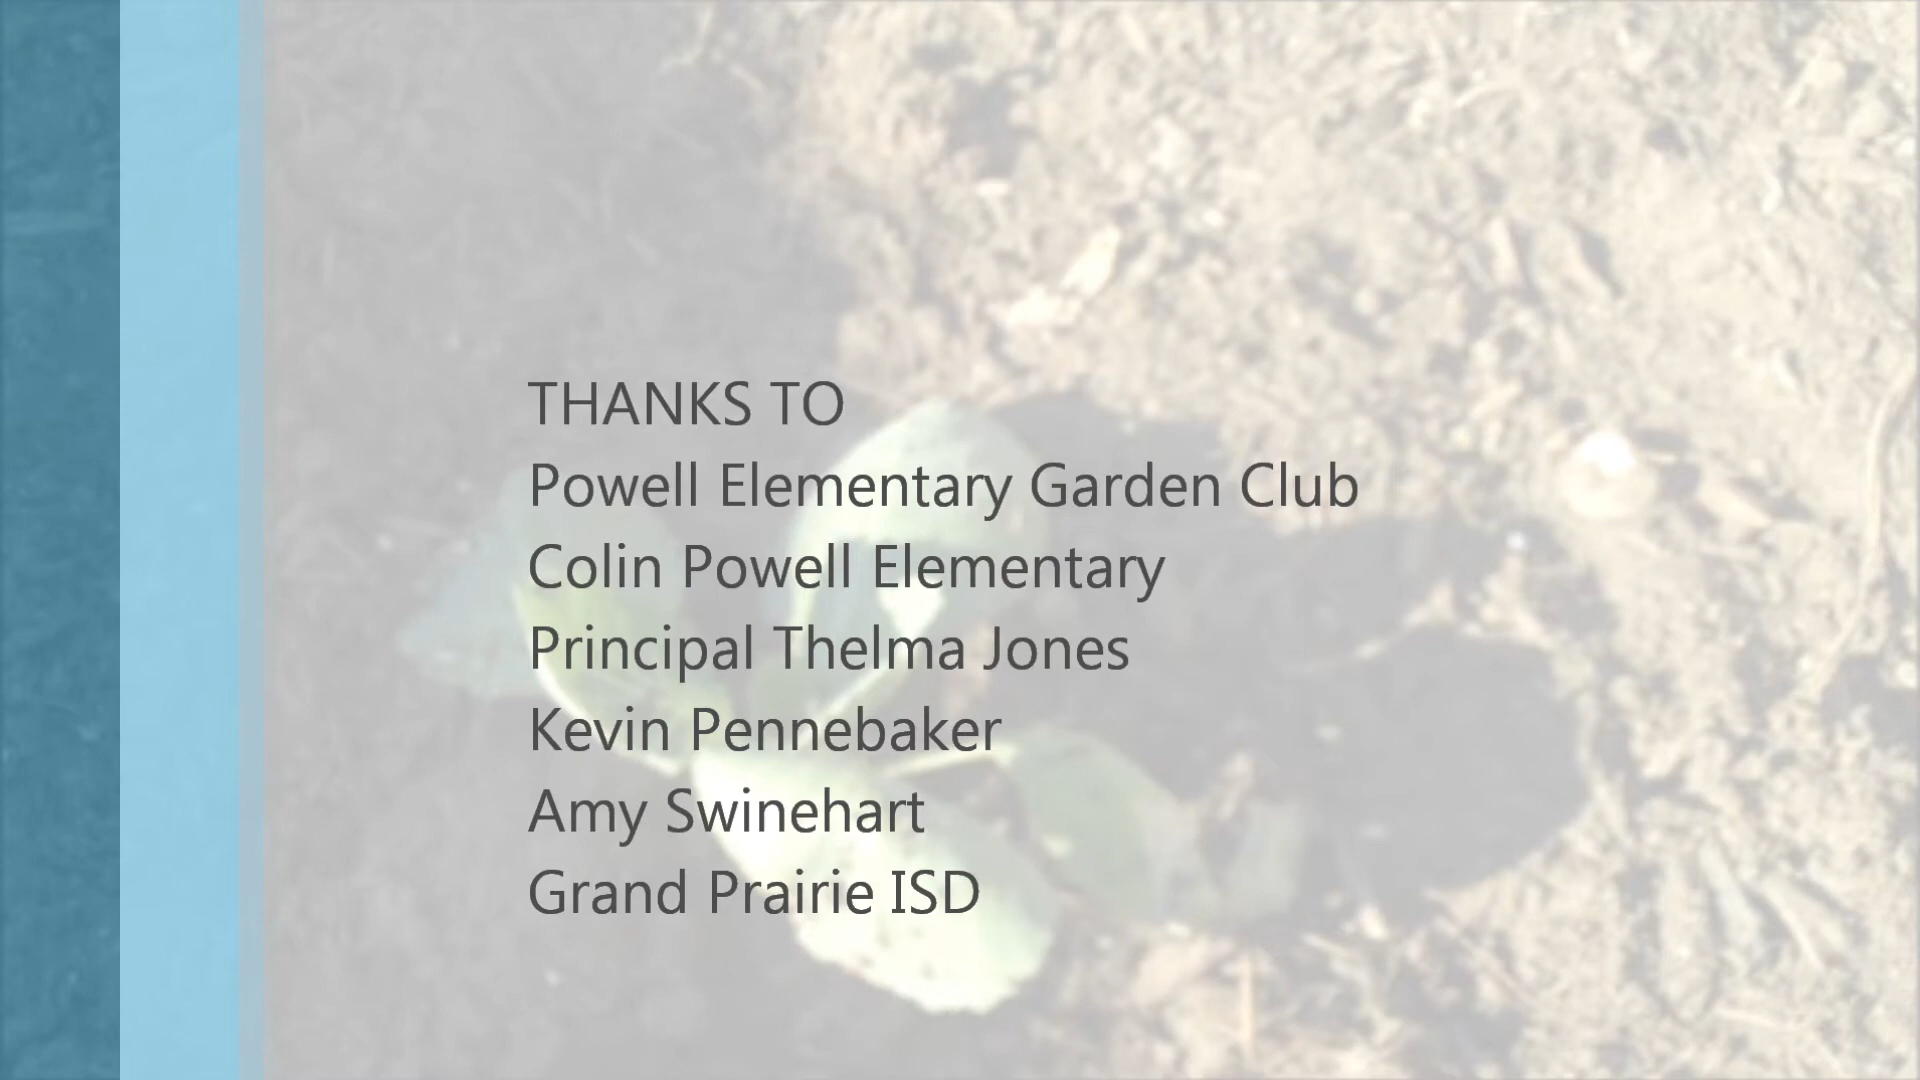 THANKS TO
Powell Elementary Garden Club
Colin Powell Elementary
Principal Thelma Jones
Kevin Pennebaker
Amy Swinehart
Grand Prairie ISD